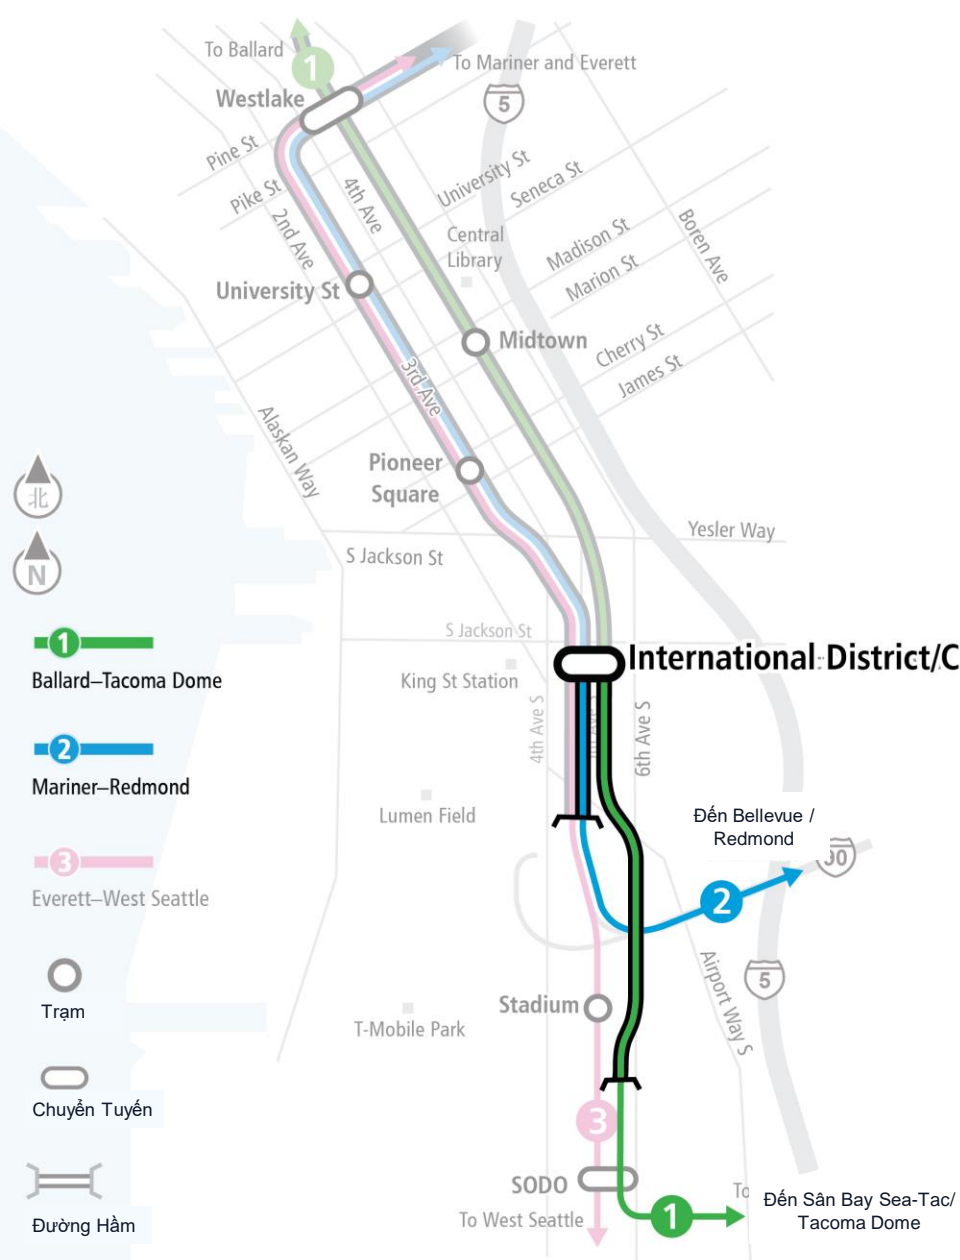 To Ballard
1
To Mariner and Everett
Westlake
5
Pine St
Pike St
University St
Seneca St
4th Ave
2nd Ave
Central
Library
Madison St
Marion St
Boren Ave
University St
Midtown
Cherry St
James St
3rd Ave
Alaskan Way
Pioneer
Square
北
N
Yesler Way
S Jackson St
S Jackson St
International District/C
King St Station
4th Ave S
6th Ave S
1
Ballard–Tacoma Dome
2
Mariner–Redmond
Lumen Field
Đến Bellevue /
Redmond
90
3
Everett–West Seattle
2
Airport Way S
5
Trạm
Stadium
T-Mobile Park
Chuyển Tuyến
3
SODO
To
Đến Sân Bay Sea-Tac/
Tacoma Dome
1
To West Seattle
Đường Hầm